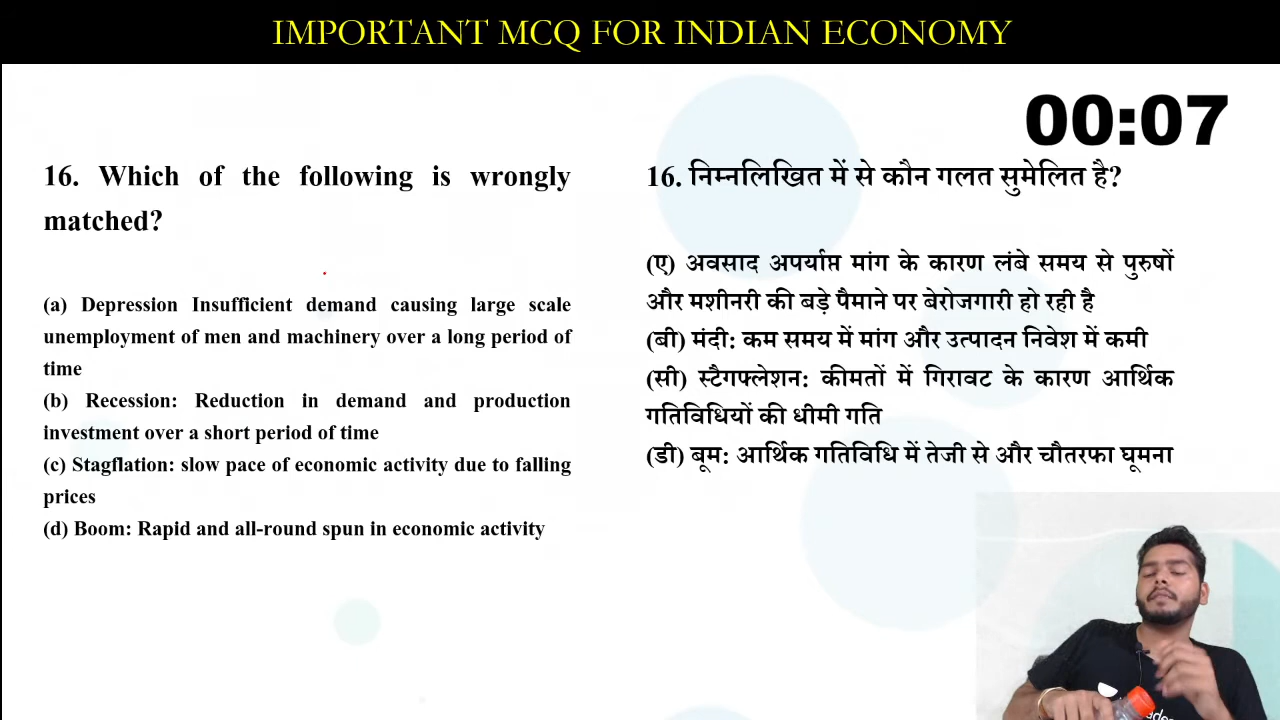 IMPORTANT MCQ FOR INDIAN ECONOMY
00:07
16. Which of the following is wrongly
matched?
(a) Depression Insufficient demand causing large scale
unemployment of men and machinery over a long period of
time
(b) Recession: Reduction in demand and production
investment over a short period of time
(c) Stagflation: slow pace of economic activity due to falling
prices
(d) Boom: Rapid and all-round spun in economic activity
16. निम्नलिखित में से कौन गलत सुमेलित है?
(ए) अवसाद अपर्याप्त मांग के कारण लंबे समय से पुरुषों
और मशीनरी की बड़े पैमाने पर बेरोजगारी हो रही है
(बी) मंदी: कम समय में मांग और उत्पादन निवेश में कमी
(सी) स्टैगफ्लेशन: कीमतों में गिरावट के कारण आर्थिक
गतिविधियों की धीमी गति
(डी) बूम: आर्थिक गतिविधि में तेजी से और चौतरफा घूमना